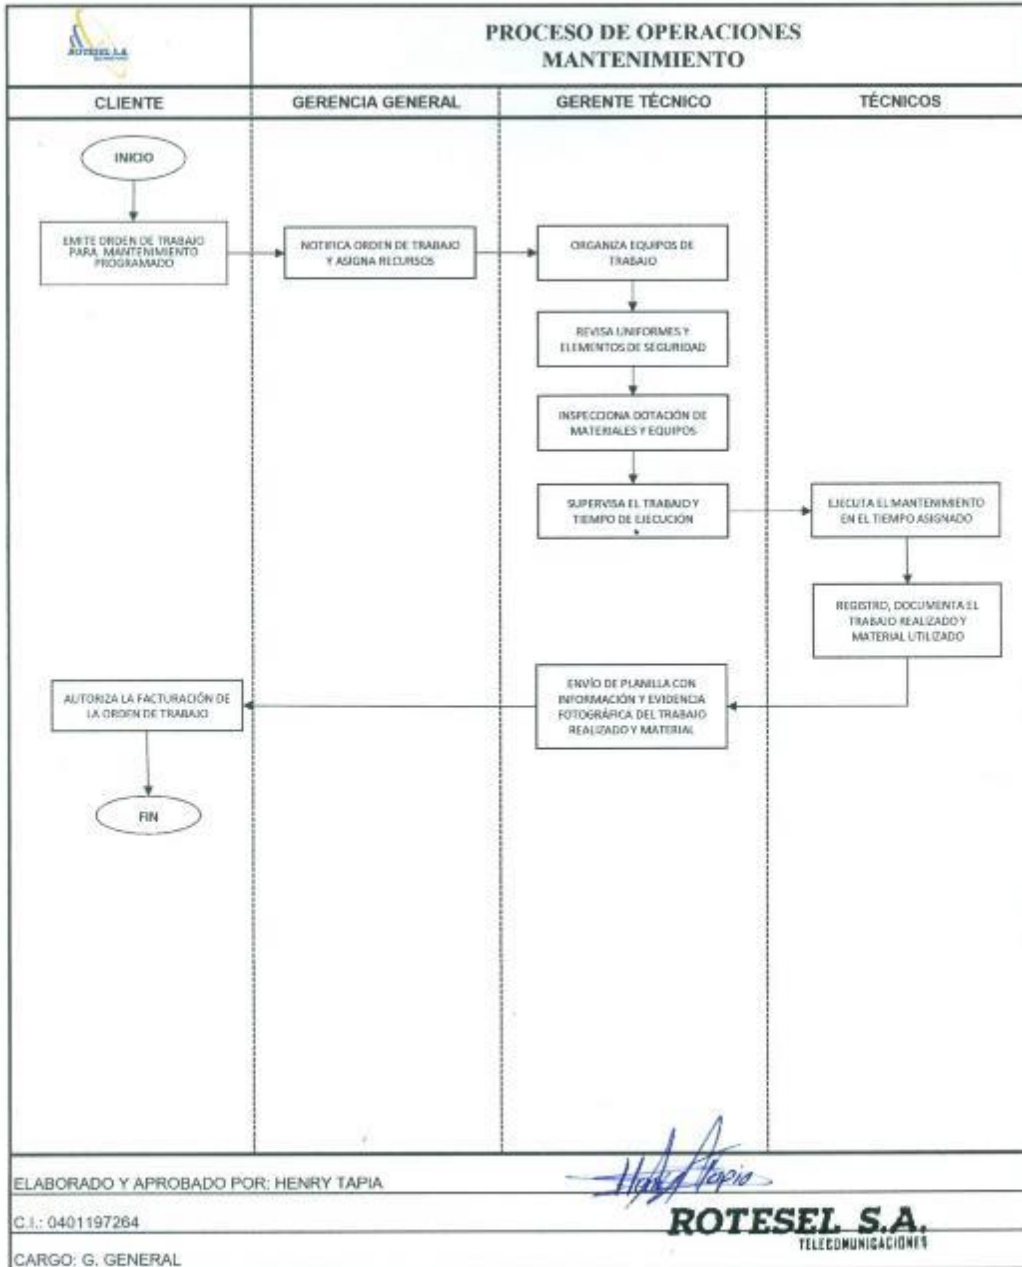 ROTESEL S.A.
PROCESO DE OPERACIONES
MANTENIMIENTO
CLIENTE
GERENCIA GENERAL
GERENTE TÉCNICO
TÉCNICOS
INICIO
EMITE ORDEN DE TRABAJO
PARA MANTENIMIENTO
PROGRAMADO
NOTIFICA ORDEN DE TRABAJO
Y ASIGNA RECURSOS
ORGANIZA EQUIPOS DE
TRABAJO
REVISA UNIFORMES Y
ELEMENTOS DE SEGURIDAD
INSPECCIONA DOTACIÓN DE
MATERIALES Y EQUIPOS
SUPERVISA EL TRABAJO Y
TIEMPO DE EJECUCIÓN
EJECUTA EL MANTENIMIENTO
EN EL TIEMPO ASIGNADO
REGISTRO, DOCUMENTA EL
TRABAJO REALIZADO Y
MATERIAL UTILIZADO
ENVÍO DE PLANILLA CON
INFORMACIÓN Y EVIDENCIA
FOTOGRÁFICA DEL TRABAJO
REALIZADO Y MATERIAL
AUTORIZA LA FACTURACIÓN DE
LA ORDEN DE TRABAJO
FIN
ELABORADO Y APROBADO POR: HENRY TAPIA
Henry Tapia
C.I.: 0401197264
ROTESEL S.A.
TELECOMUNICACIONES
CARGO: G. GENERAL